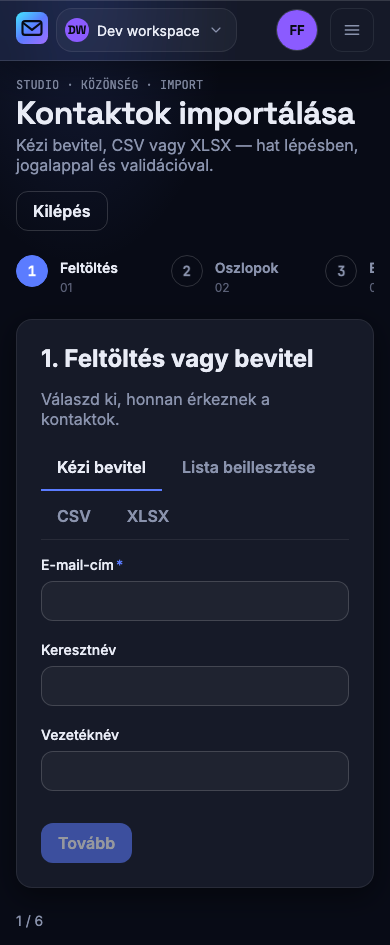 DW Dev workspace
FF
STUDIO · KÖZÖNSÉG · IMPORT
Kontaktok importálása
Kézi bevitel, CSV vagy XLSX — hat lépésben,
jogalappal és validációval.
Kilépés
1 Feltöltés
01
2 Oszlopok
02
3
1. Feltöltés vagy bevitel
Válaszd ki, honnan érkeznek a
kontaktok.
Kézi bevitel Lista beillesztése
CSV XLSX
E-mail-cím *
Keresztnév
Vezetéknév
Tovább
1 / 6